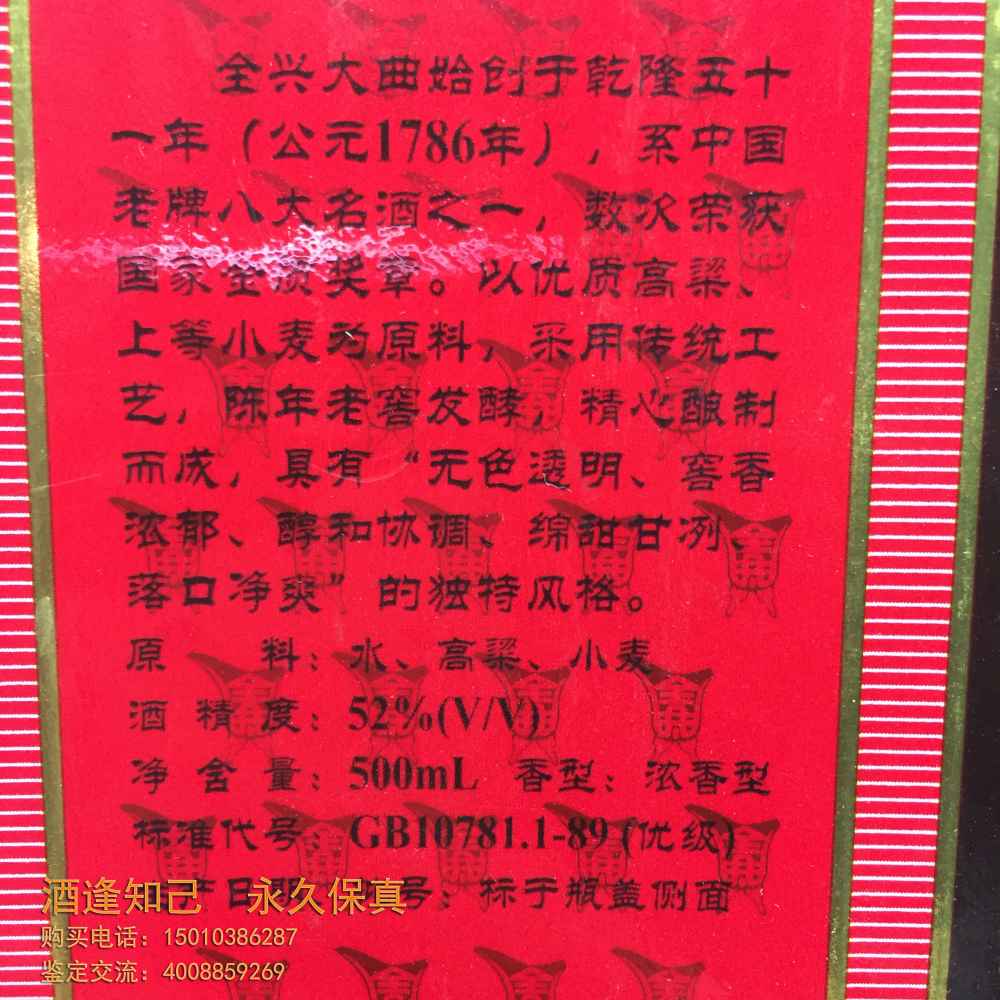 全兴大曲始创于乾隆五十
一年（公元1786年），系中国
老牌八大名酒之一，数次荣获
国家金质奖章。以优质高粱、
上等小麦为原料，采用传统工
艺，陈年老窖发酵，精心酿制
而成，具有“无色透明、窖香
浓郁、醇和协调、绵甜甘冽、
落口净爽”的独特风格。
原 料：水、高粱、小麦
酒精度：52%(V/V)
净含量：500mL 香型：浓香型
标准代号：GB10781.1-89（优级）
日期 号：标于瓶盖侧面
酒逢知己 永久保真
购买电话：15010386287
鉴定交流：4008859269